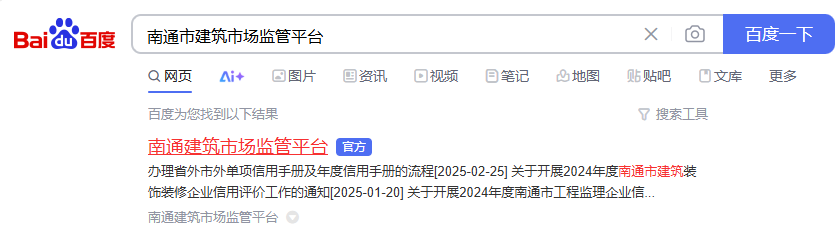 Bai du 百度 南通市建筑市场监管平台 百度一下
网页 Ai+ 图片 资讯 视频 笔记 地图 贴吧 文库 更多
百度为您找到以下结果 搜索工具
南通建筑市场监管平台 官方
办理省外市外单项信用手册及年度信用手册的流程[2025-02-25] 关于开展2024年度南通市建筑装
饰装修企业信用评价工作的通知[2025-01-20] 关于开展2024年度南通市工程监理企业信...
南通建筑市场监管平台